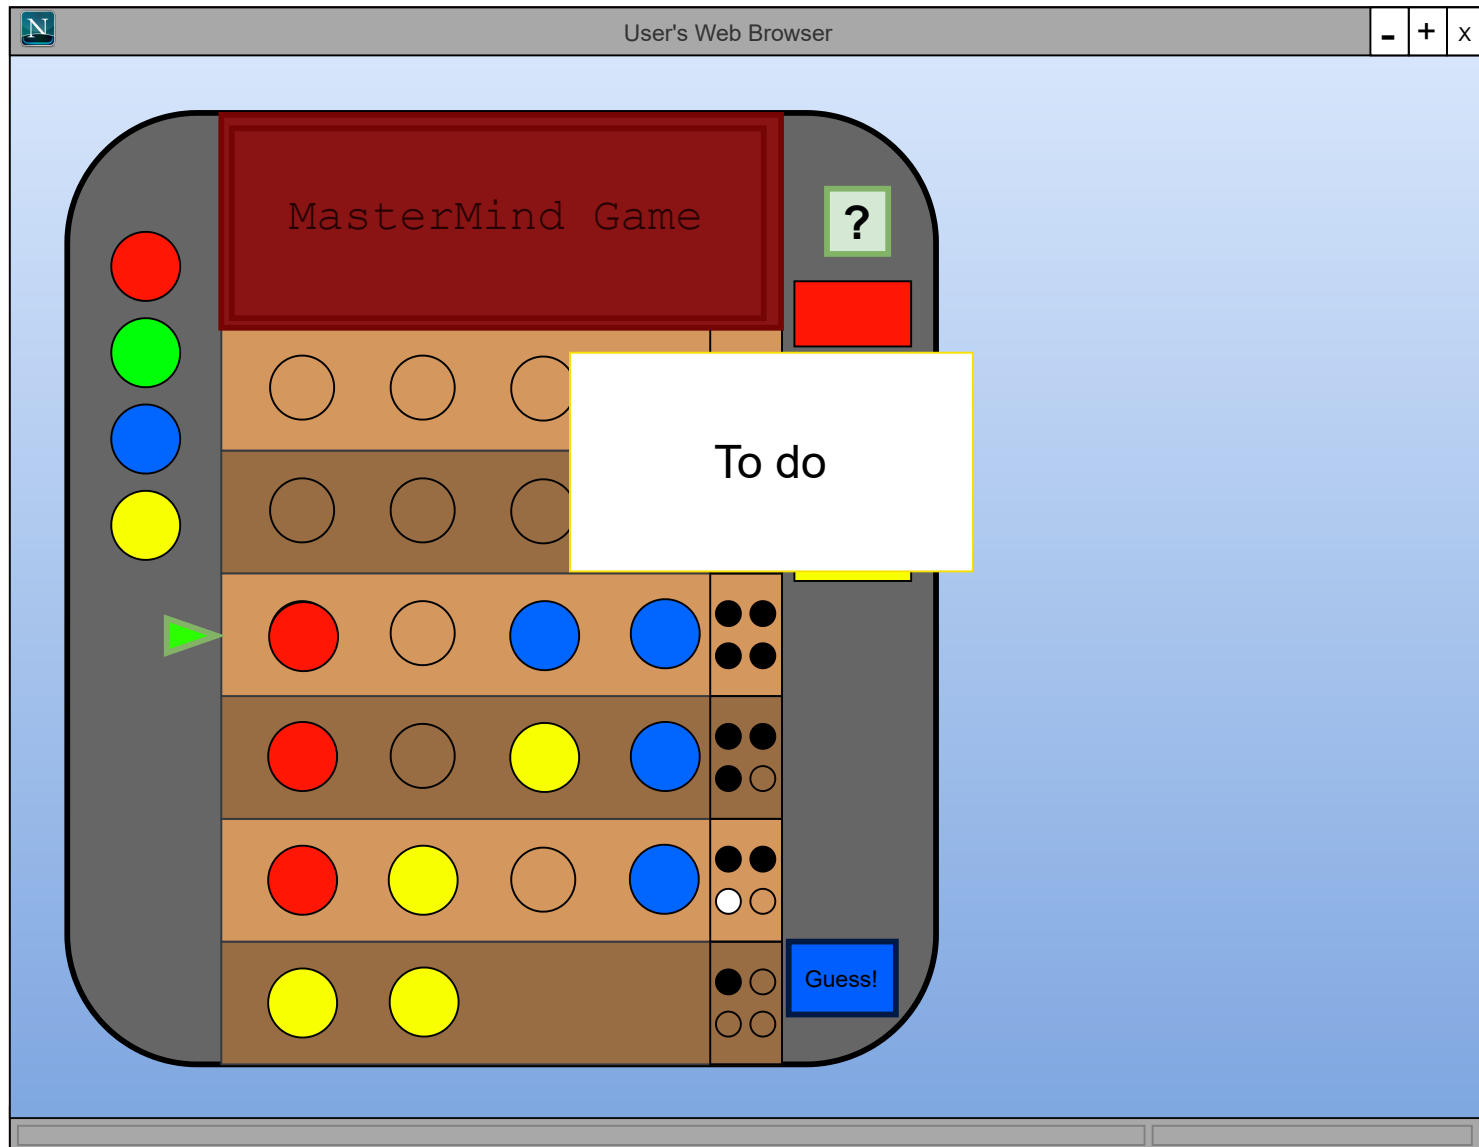 N
User's Web Browser
- + x
MasterMind Game
?
To do
Guess!